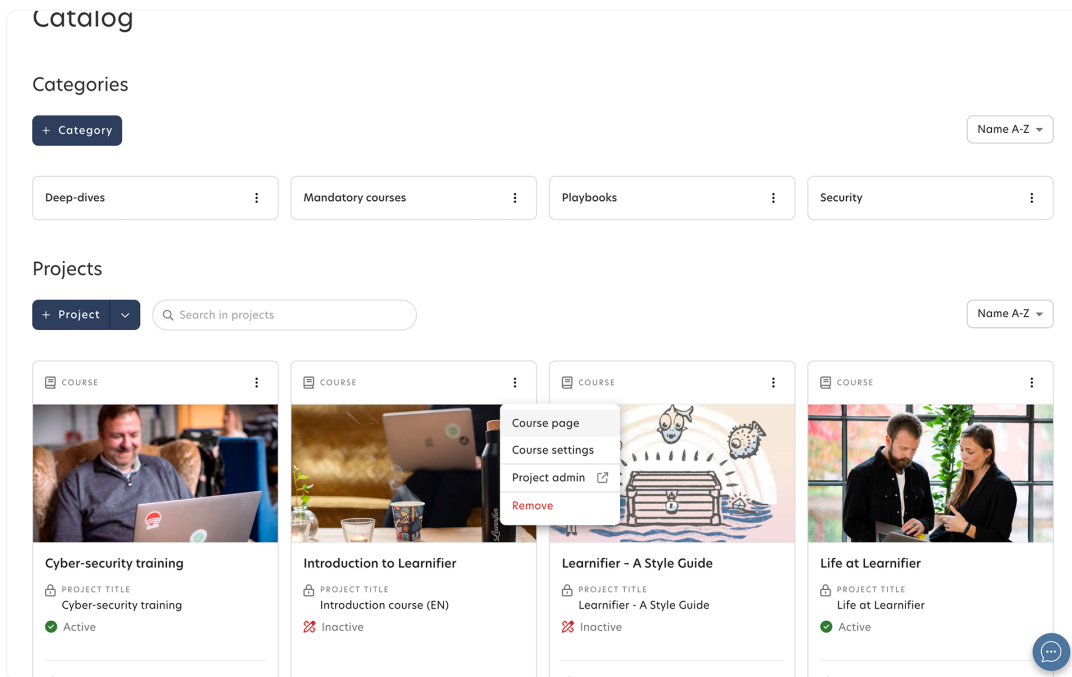 Catalog
Categories
+ Category
Name A-Z
Deep-dives
Mandatory courses
Playbooks
Security
Projects
+ Project
Search in projects
Name A-Z
COURSE
COURSE
COURSE
COURSE
Course page
Course settings
Project admin
Remove
Learnifier
Cyber-security training
PROJECT TITLE
Cyber-security training
Active
Introduction to Learnifier
PROJECT TITLE
Introduction course (EN)
Inactive
Learnifier – A Style Guide
PROJECT TITLE
Learnifier - A Style Guide
Inactive
Life at Learnifier
PROJECT TITLE
Life at Learnifier
Active